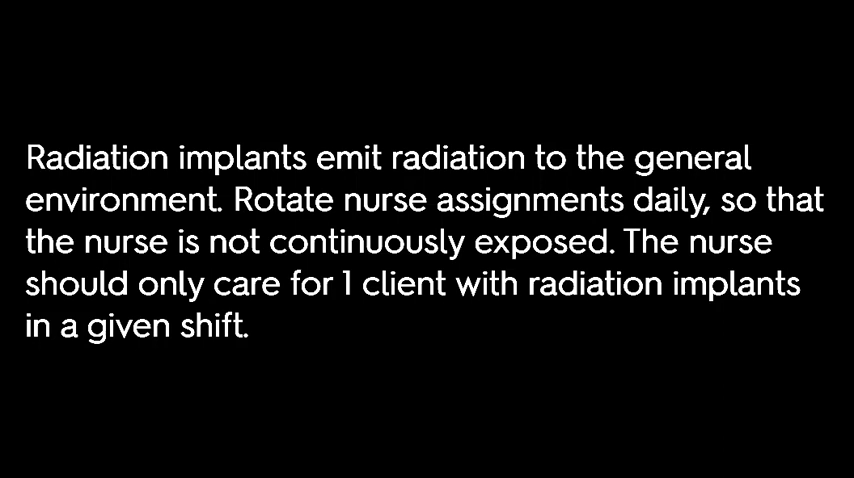 Radiation implants emit radiation to the general
environment. Rotate nurse assignments daily, so that
the nurse is not continuously exposed. The nurse
should only care for 1 client with radiation implants
in a given shift.